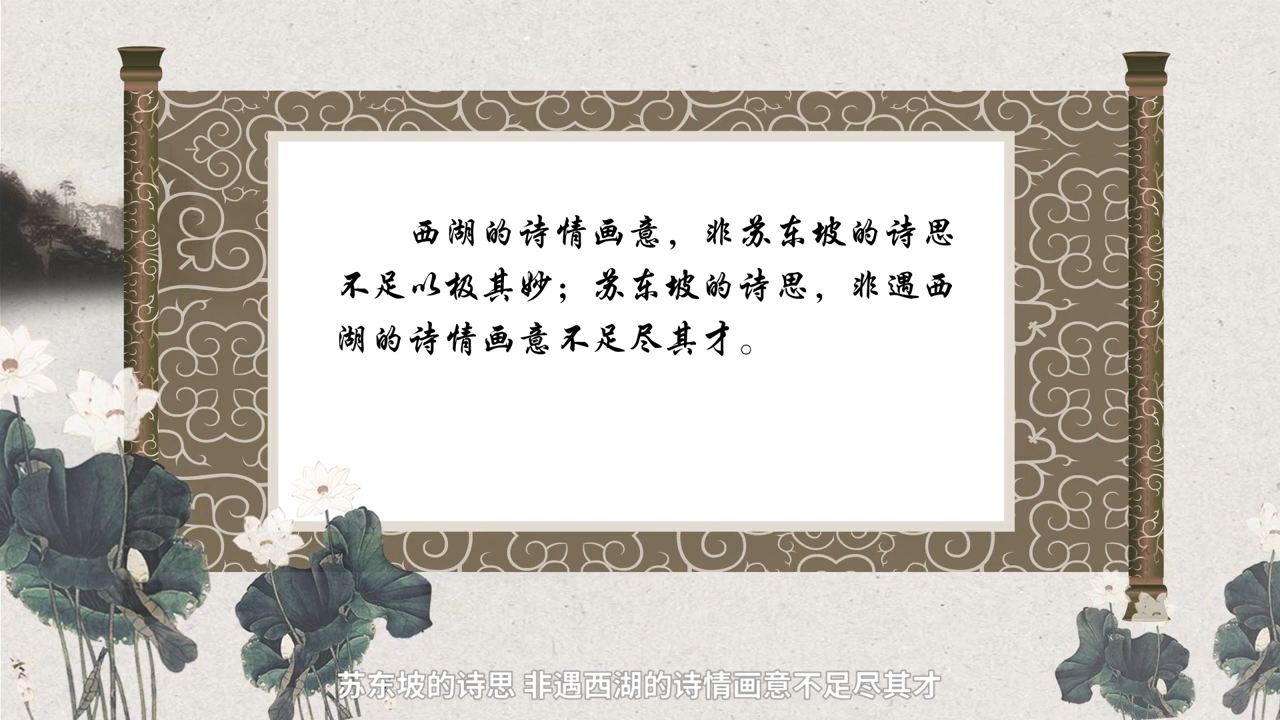 西湖的诗情画意，非苏东坡的诗思
不足以极其妙；苏东坡的诗思，非遇西
湖的诗情画意不足尽其才。
苏东坡的诗思 非遇西湖的诗情画意不足尽其才